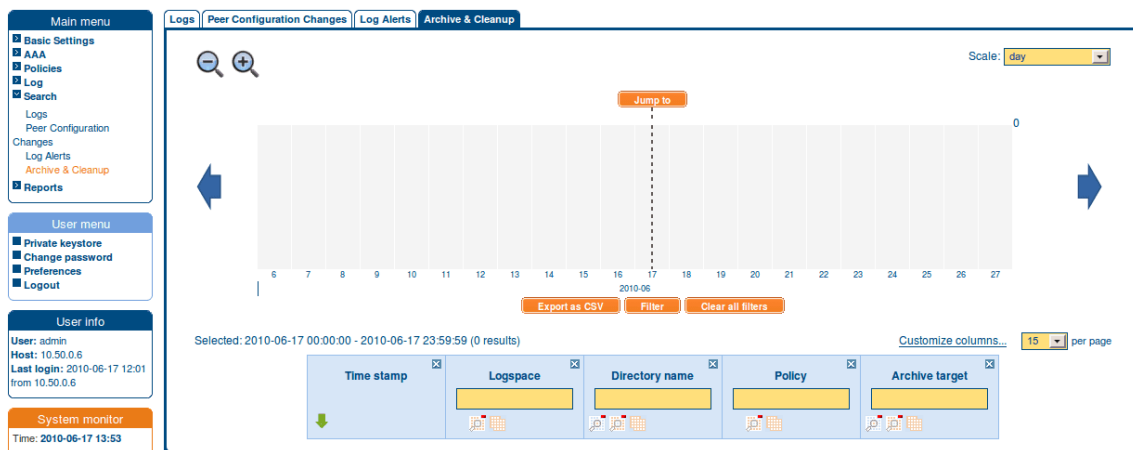 Main menu
Basic Settings
AAA
Policies
Log
Search
Logs
Peer Configuration
Changes
Log Alerts
Archive & Cleanup
Reports
User menu
Private keystore
Change password
Preferences
Logout
User info
User: admin
Host: 10.50.0.6
Last login: 2010-06-17 12:01
from 10.50.0.6
System monitor
Time: 2010-06-17 13:53
Logs Peer Configuration Changes Log Alerts Archive & Cleanup
Scale: day
Jump to
0
6 7 8 9 10 11 12 13 14 15 16 17 18 19 20 21 22 23 24 25 26 27
2010-06
Export as CSV Filter Clear all filters
Selected: 2010-06-17 00:00:00 - 2010-06-17 23:59:59 (0 results) Customize columns... 15 per page
Time stamp Logspace Directory name Policy Archive target